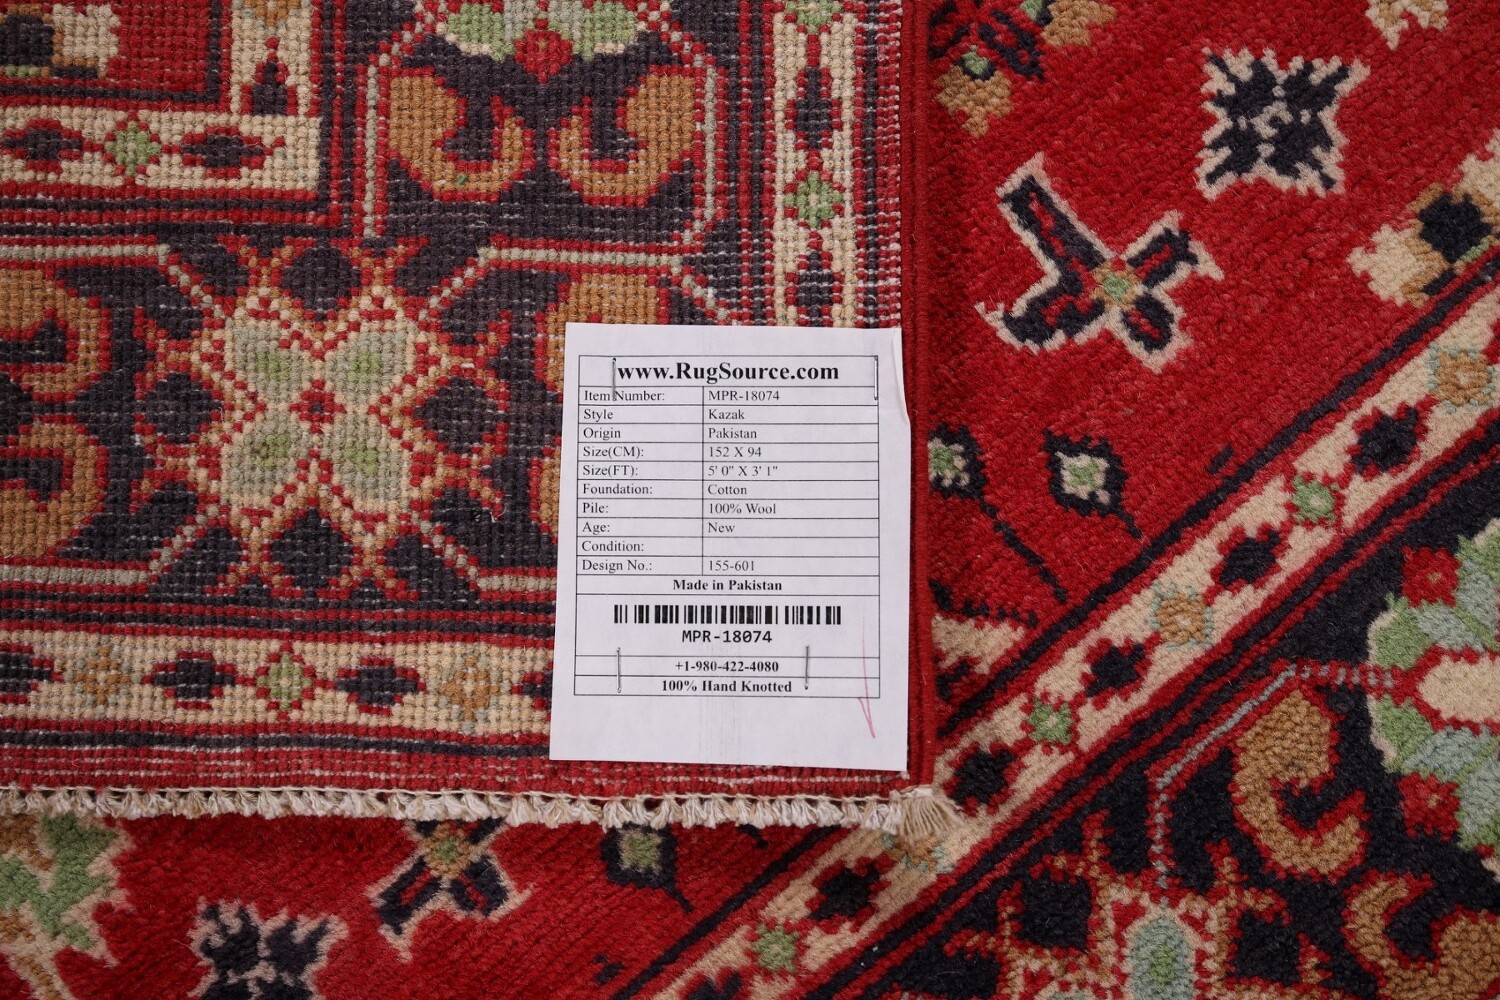 www.RugSource.com
Item Number: MPR-18074
Style Kazak
Origin Pakistan
Size(CM): 152 X 94
Size(FT): 5' 0" X 3' 1"
Foundation: Cotton
Pile: 100% Wool
Age: New
Condition:
Design No.: 155-601
Made in Pakistan
MPR-18074
+1-980-422-4080
100% Hand Knotted